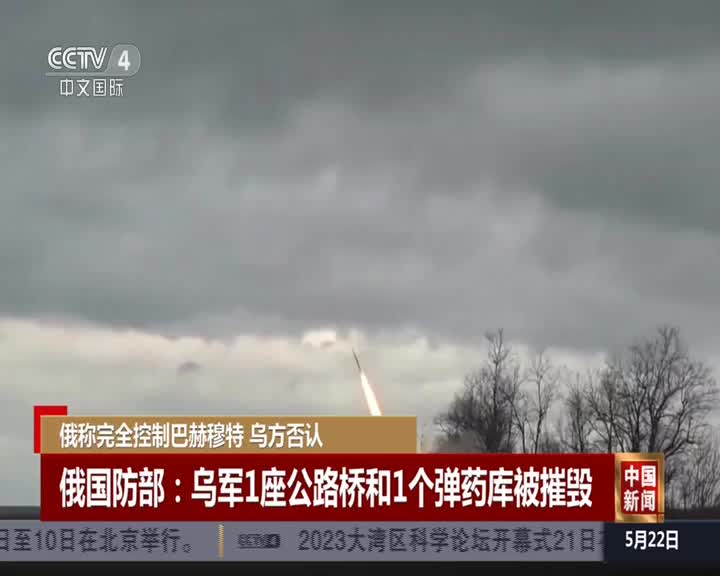 CCTV 4
中文国际
俄称完全控制巴赫穆特 乌方否认
俄国防部：乌军1座公路桥和1个弹药库被摧毁
中国新闻
日至10日在北京举行。 CCTV 2023大湾区科学论坛开幕式21日
5月22日